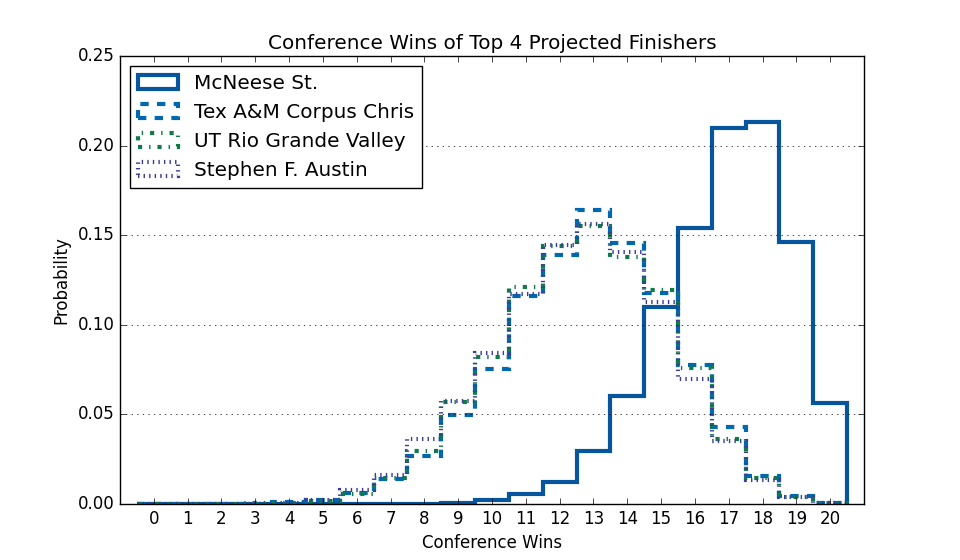 Conference Wins of Top 4 Projected Finishers
0.25
0.20
0.15
0.10
0.05
0.00
Probability
McNeese St.
Tex A&M Corpus Chris
UT Rio Grande Valley
Stephen F. Austin
0 1 2 3 4 5 6 7 8 9 10 11 12 13 14 15 16 17 18 19 20
Conference Wins